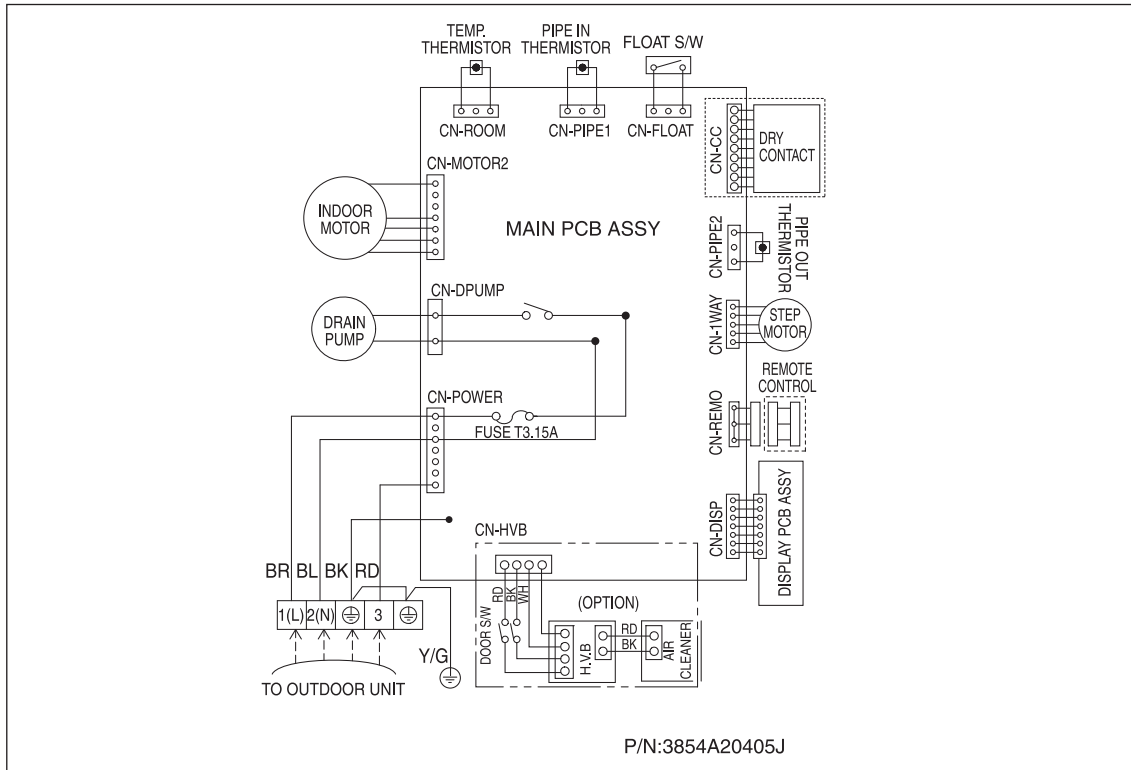 TEMP.
THERMISTOR
PIPE IN
THERMISTOR
FLOAT S/W
CN-ROOM
CN-PIPE1
CN-FLOAT
CN-CC
DRY
CONTACT
CN-MOTOR2
INDOOR
MOTOR
MAIN PCB ASSY
CN-PIPE2
PIPE OUT
THERMISTOR
CN-DPUMP
DRAIN
PUMP
CN-1WAY
STEP
MOTOR
REMOTE
CONTROL
CN-POWER
FUSE T3.15A
CN-REMO
CN-DISP
DISPLAY PCB ASSY
CN-HVB
BR BL BK RD
1(L) 2(N) 3
Y/G
TO OUTDOOR UNIT
RD
BK
WH
DOOR S/W
(OPTION)
H.V.B
RD
BK
AIR
CLEANER
P/N:3854A20405J